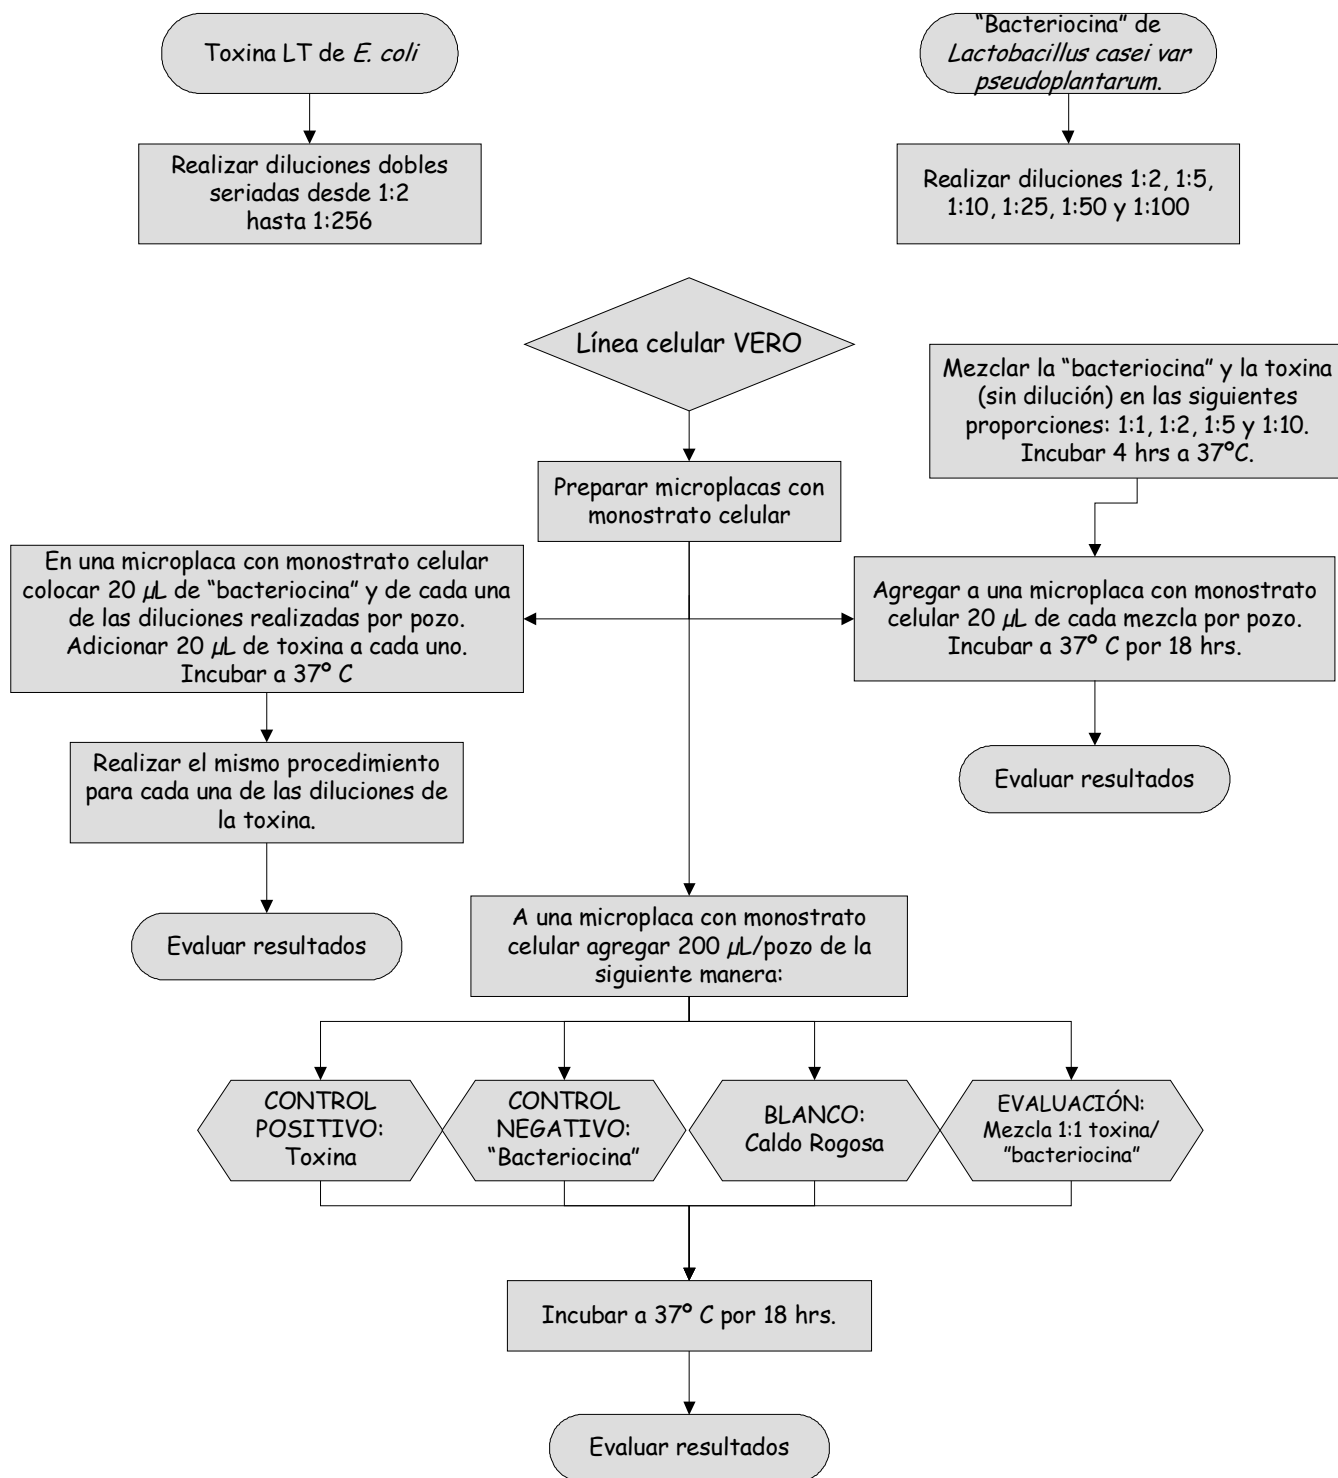 Toxina LT de E. coli
"Bacteriocina" de
Lactobacillus casei var
pseudoplantarum.
Realizar diluciones dobles
seriadas desde 1:2
hasta 1:256
Realizar diluciones 1:2, 1:5,
1:10, 1:25, 1:50 y 1:100
Línea celular VERO
Mezclar la "bacteriocina" y la toxina
(sin dilución) en las siguientes
proporciones: 1:1, 1:2, 1:5 y 1:10.
Incubar 4 hrs a 37ºC.
Preparar microplacas con
monostrato celular
En una microplaca con monostrato celular
colocar 20 µL de "bacteriocina" y de cada una
de las diluciones realizadas por pozo.
Adicionar 20 µL de toxina a cada uno.
Incubar a 37º C
Agregar a una microplaca con monostrato
celular 20 µL de cada mezcla por pozo.
Incubar a 37º C por 18 hrs.
Realizar el mismo procedimiento
para cada una de las diluciones de
la toxina.
Evaluar resultados
Evaluar resultados
A una microplaca con monostrato
celular agregar 200 µL/pozo de la
siguiente manera:
CONTROL
POSITIVO:
Toxina
CONTROL
NEGATIVO:
"Bacteriocina"
BLANCO:
Caldo Rogosa
EVALUACIÓN:
Mezcla 1:1 toxina/
"bacteriocina"
Incubar a 37º C por 18 hrs.
Evaluar resultados